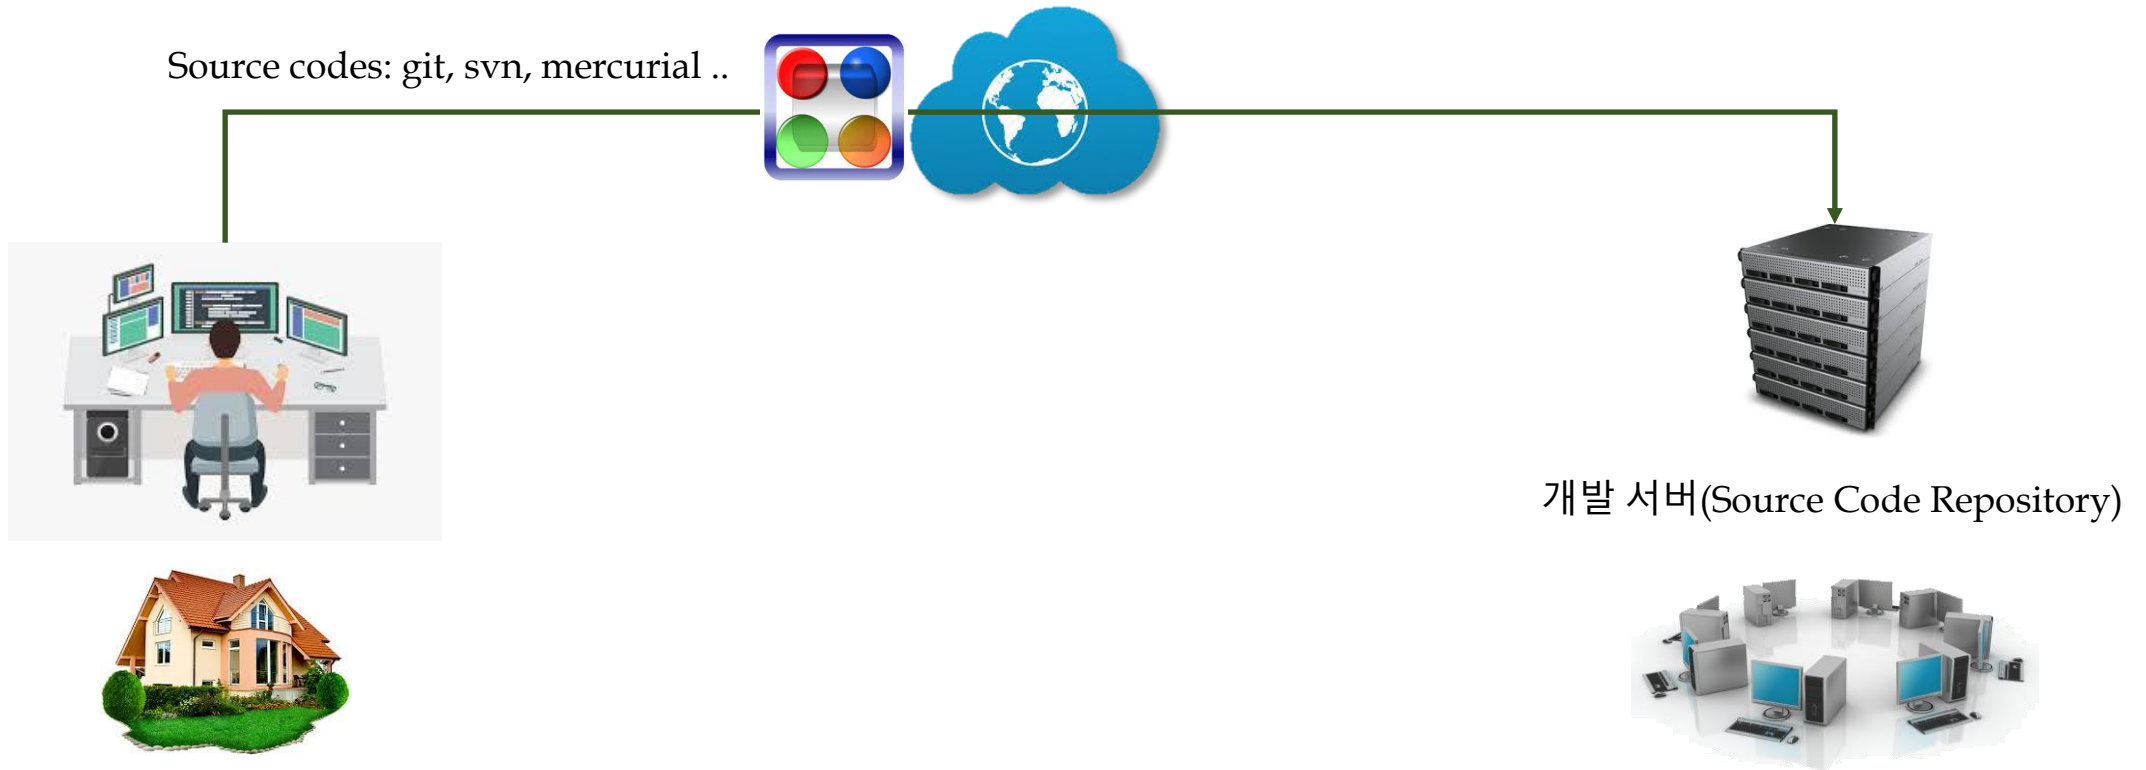 Source codes: git, svn, mercurial ..
개발 서버(Source Code Repository)